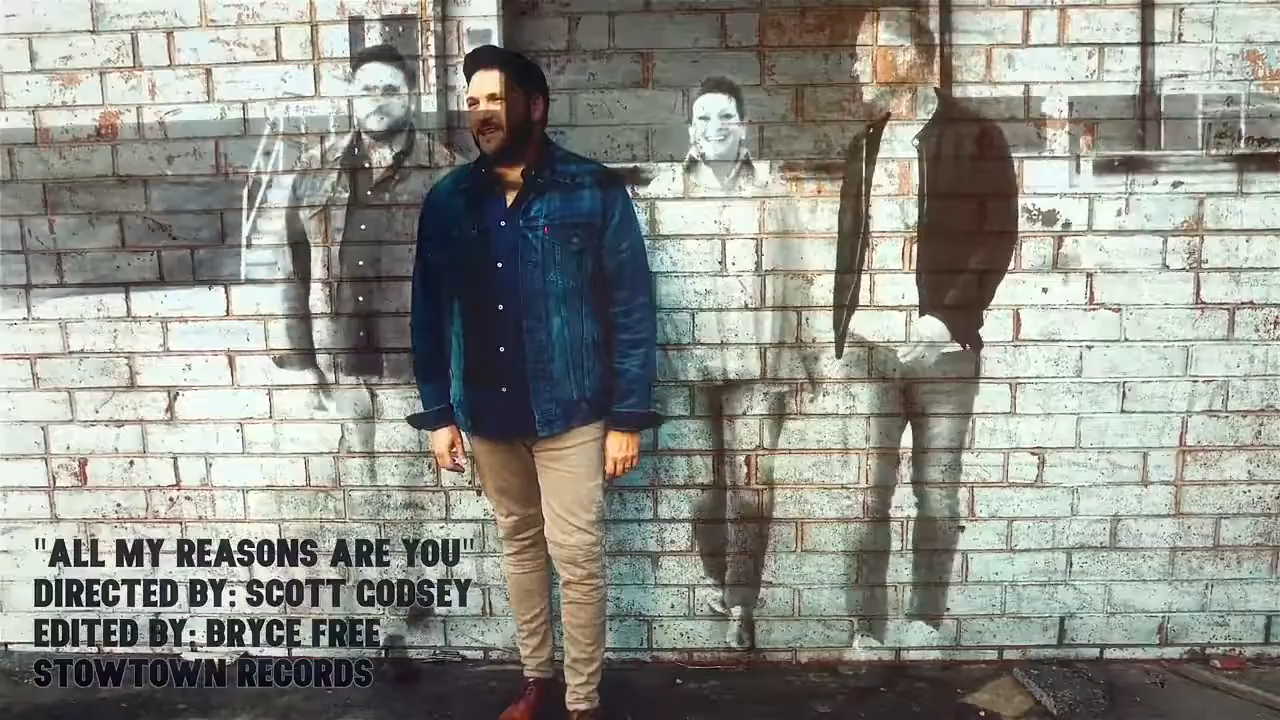 "ALL MY REASONS ARE YOU"
DIRECTED BY: SCOTT GODSEY
EDITED BY: BRYCE FREE
STOWTOWN RECORDS